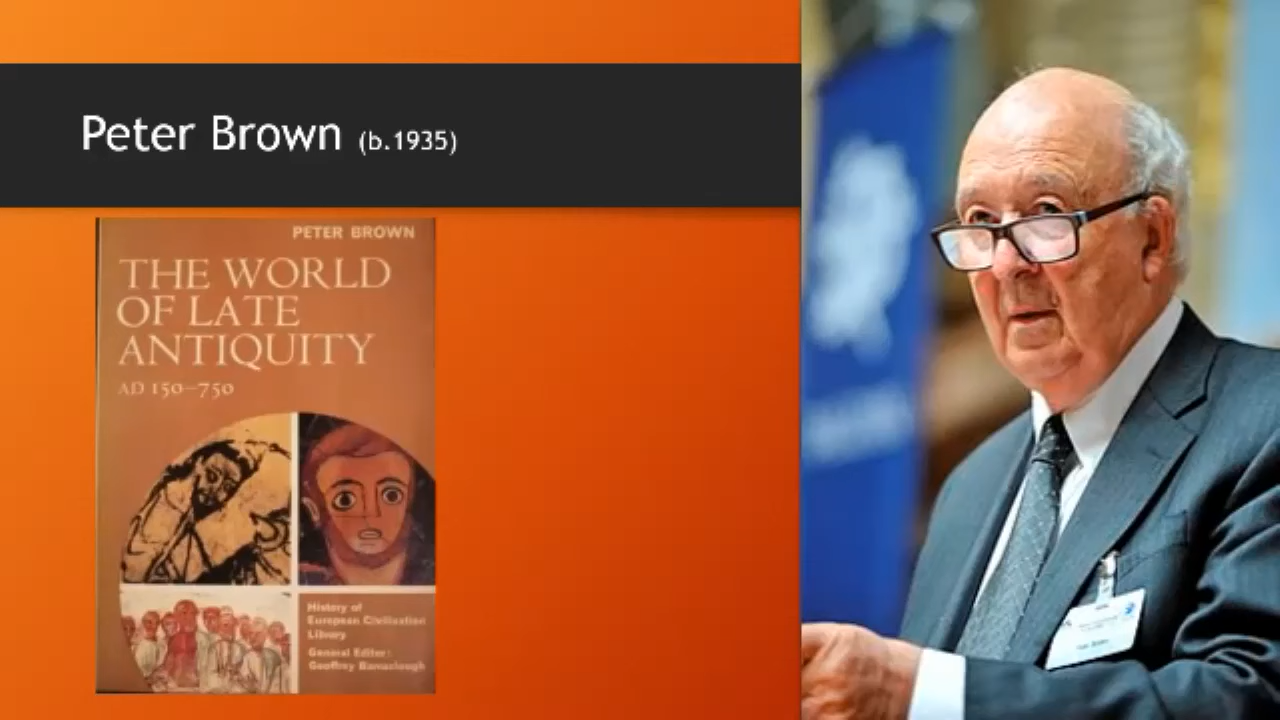 Peter Brown (b.1935)
PETER BROWN
THE WORLD
OF LATE
ANTIQUITY
AD 150–750
History of
European Civilization
Library
General Editor:
Geoffrey Barraclough